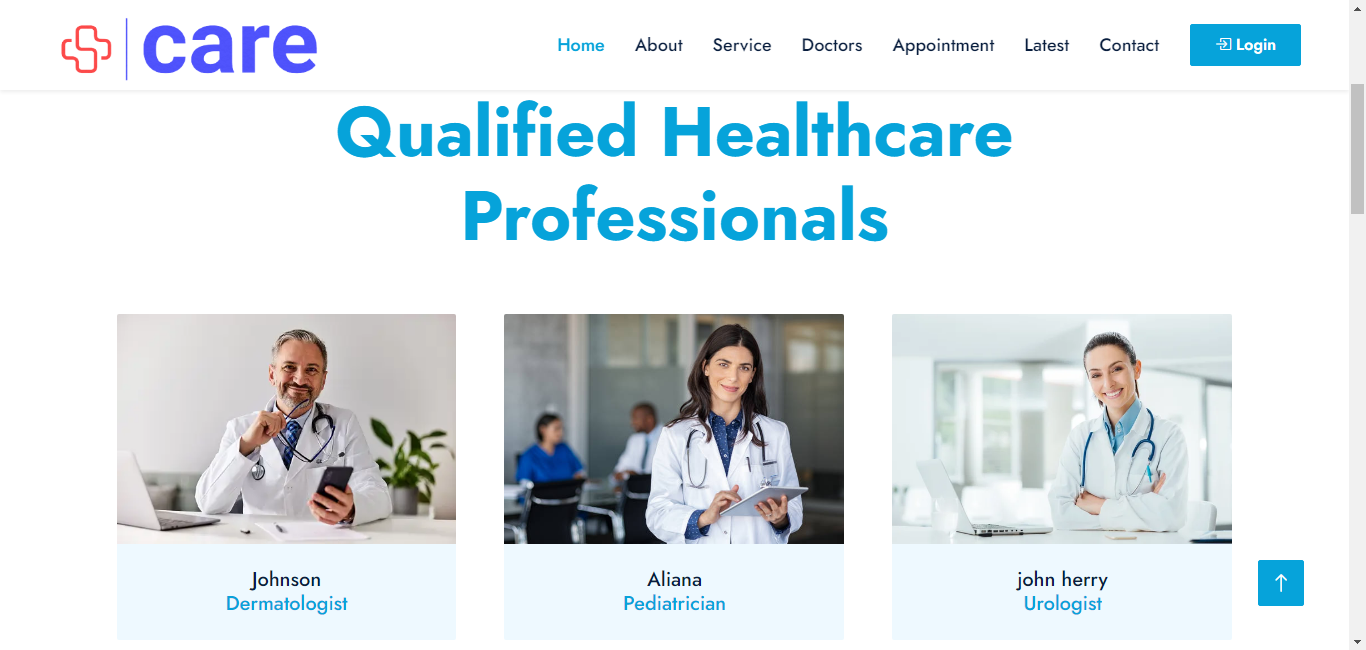 care
Home About Service Doctors Appointment Latest Contact Login
Qualified Healthcare
Professionals
Johnson
Dermatologist
Aliana
Pediatrician
john herry
Urologist